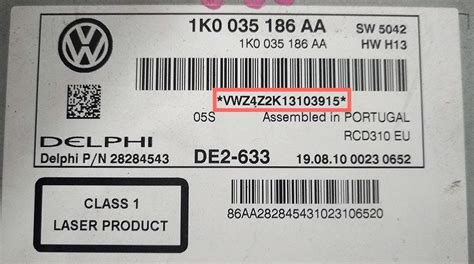 1K0 035 186 AA SW 5042
1K0 035 186 AA HW H13
*VWZ4Z2K13103915*
05S Assembled in PORTUGAL
RCD310 EU
DELPHI
Delphi P/N 28284543 DE2-633 19.08.10 0023 0652
CLASS 1
LASER PRODUCT
86AA282845431023106520